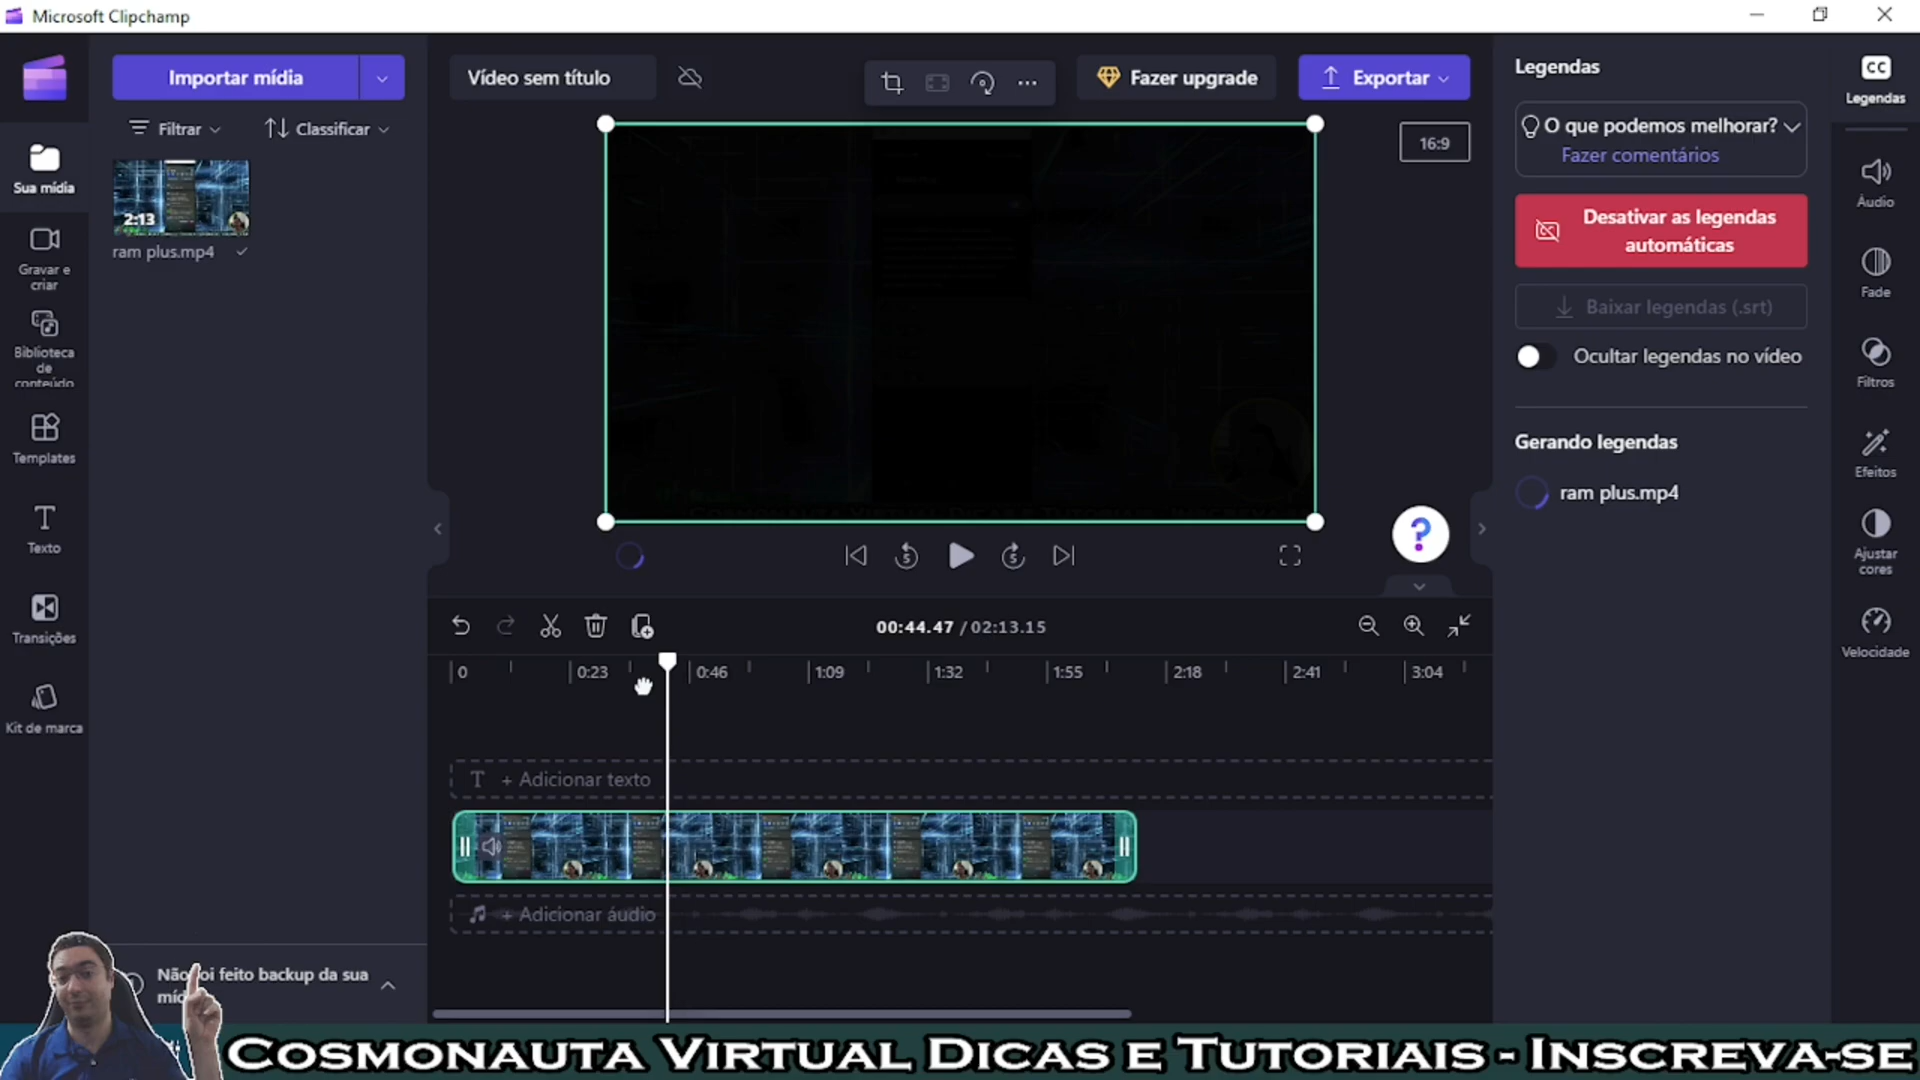 Microsoft Clipchamp
Importar mídia
Vídeo sem título
Fazer upgrade
Exportar
Legendas
CC
Legendas
Filtrar
Classificar
16:9
O que podemos melhorar?
Fazer comentários
Sua mídia
2:13
ram plus.mp4
Áudio
Desativar as legendas
automáticas
Gravar e
criar
Fade
Baixar legendas (.srt)
Biblioteca
de
conteúdo
Ocultar legendas no vídeo
Filtros
Templates
Gerando legendas
Efeitos
ram plus.mp4
Texto
5
5
?
Ajustar
cores
Transições
00:44.47 / 02:13.15
Velocidade
0
0:23
0:46
1:09
1:32
1:55
2:18
2:41
3:04
Kit de marca
T + Adicionar texto
+ Adicionar áudio
feito backup da sua
Cosmonauta Virtual Dicas e Tutoriais - Inscreva-se